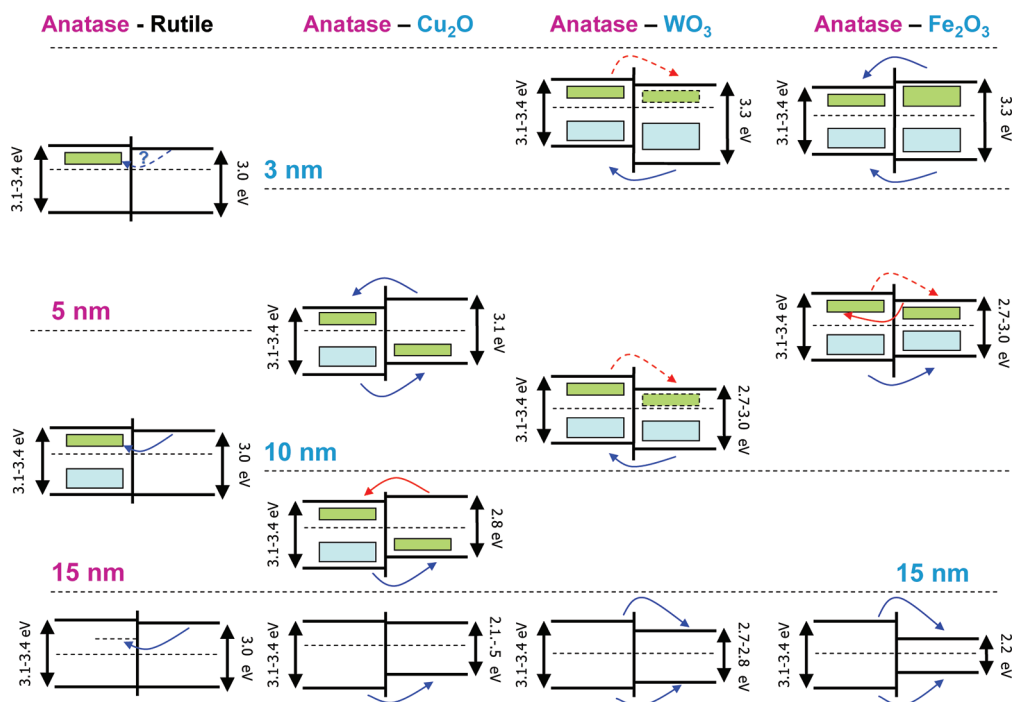 Anatase - Rutile
Anatase – Cu₂O
Anatase – WO₃
Anatase – Fe₂O₃
3.1-3.4 eV
3.3 eV
3.1-3.4 eV
3.3 eV
3.1-3.4 eV
?
3.0 eV
3 nm
5 nm
3.1-3.4 eV
3.1 eV
3.1-3.4 eV
2.7-3.0 eV
3.1-3.4 eV
2.7-3.0 eV
3.1-3.4 eV
3.0 eV
10 nm
3.1-3.4 eV
2.8 eV
15 nm
15 nm
3.1-3.4 eV
3.0 eV
3.1-3.4 eV
2.1.-.5 eV
3.1-3.4 eV
2.7-2.8 eV
3.1-3.4 eV
2.2 eV